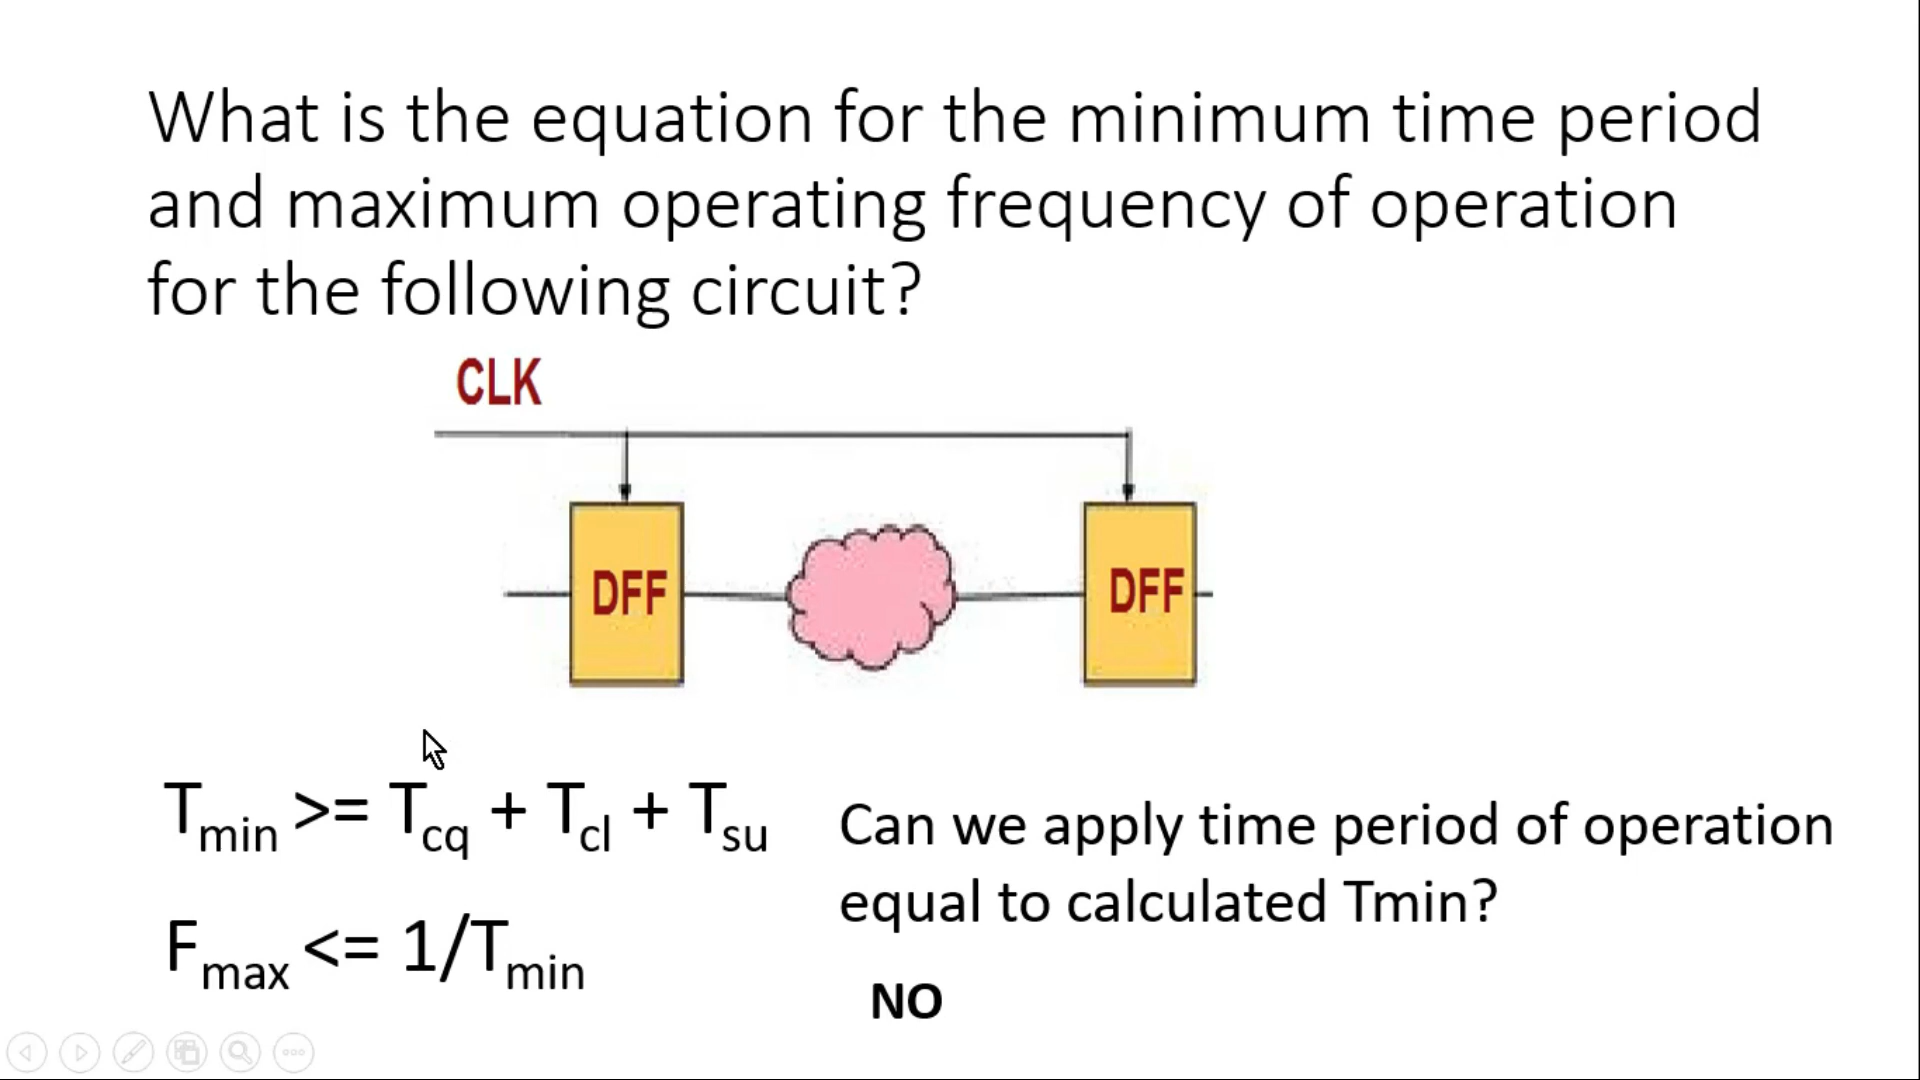 What is the equation for the minimum time period
and maximum operating frequency of operation
for the following circuit?
CLK
DFF
DFF
Tmin >= Tcq + Tcl + Tsu
Fmax <= 1/Tmin
Can we apply time period of operation
equal to calculated Tmin?
NO